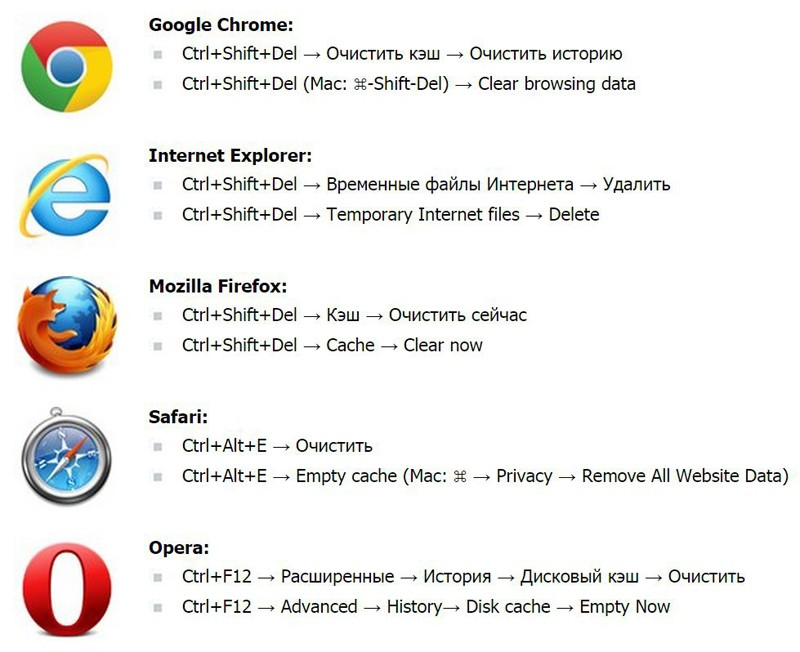 Google Chrome:
Ctrl+Shift+Del → Очистить кэш → Очистить историю
Ctrl+Shift+Del (Mac: ⌘-Shift-Del) → Clear browsing data
Internet Explorer:
Ctrl+Shift+Del → Временные файлы Интернета → Удалить
Ctrl+Shift+Del → Temporary Internet files → Delete
Mozilla Firefox:
Ctrl+Shift+Del → Кэш → Очистить сейчас
Ctrl+Shift+Del → Cache → Clear now
Safari:
Ctrl+Alt+E → Очистить
Ctrl+Alt+E → Empty cache (Mac: ⌘ → Privacy → Remove All Website Data)
Opera:
Ctrl+F12 → Расширенные → История → Дисковый кэш → Очистить
Ctrl+F12 → Advanced → History→ Disk cache → Empty Now